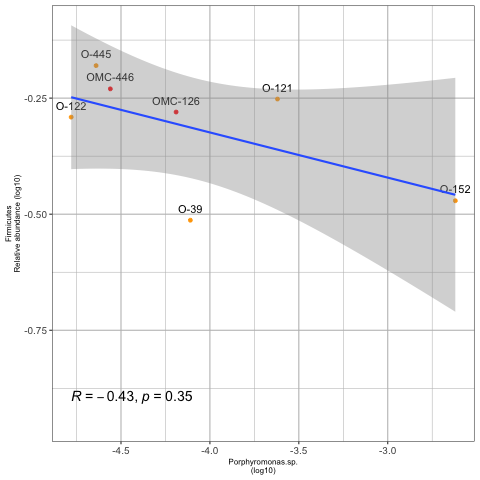 O-445
OMC-446
O-121
O-122
OMC-126
O-152
O-39
R = − 0.43, p = 0.35
-0.25
-0.50
-0.75
-4.5
-4.0
-3.5
-3.0
Firmicutes
Relative abundance (log10)
Porphyromonas.sp.
(log10)